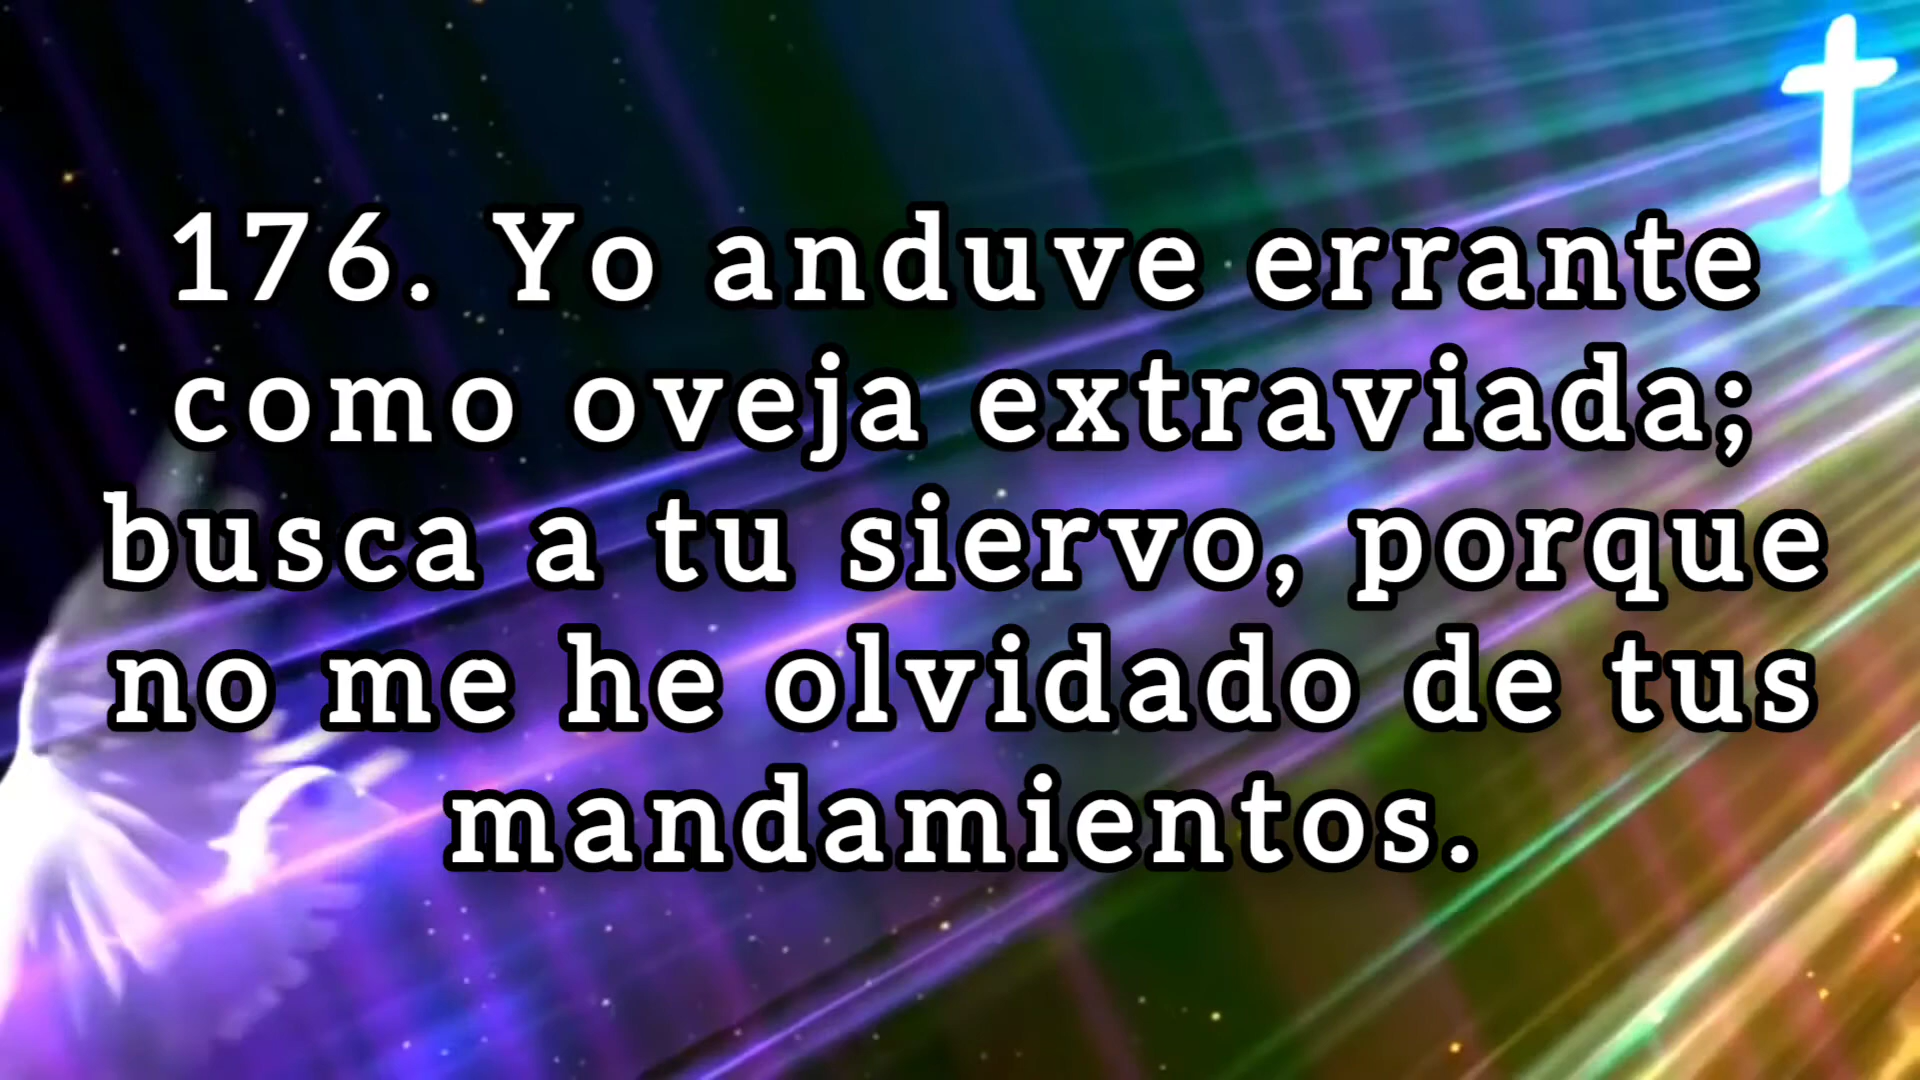 176. Yo anduve errante
como oveja extraviada;
busca a tu siervo, porque
no me he olvidado de tus
mandamientos.